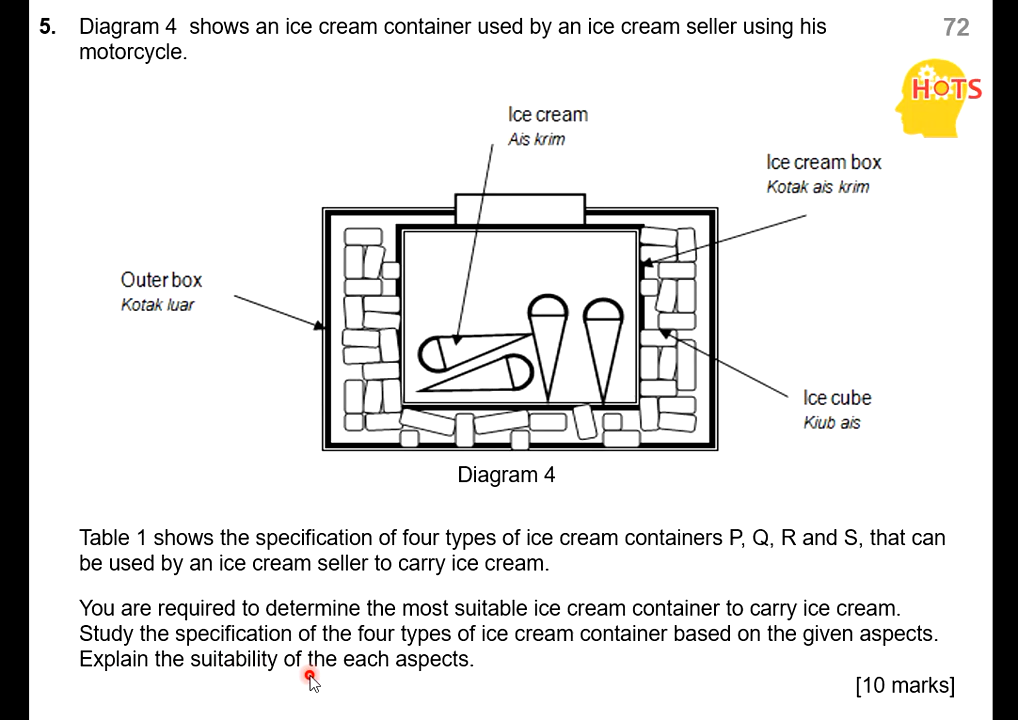 5. Diagram 4 shows an ice cream container used by an ice cream seller using his
motorcycle.
72
HOTS
Ice cream
Ais krim
Ice cream box
Kotak ais krim
Outer box
Kotak luar
Ice cube
Kiub ais
Diagram 4
Table 1 shows the specification of four types of ice cream containers P, Q, R and S, that can
be used by an ice cream seller to carry ice cream.
You are required to determine the most suitable ice cream container to carry ice cream.
Study the specification of the four types of ice cream container based on the given aspects.
Explain the suitability of the each aspects.
[10 marks]